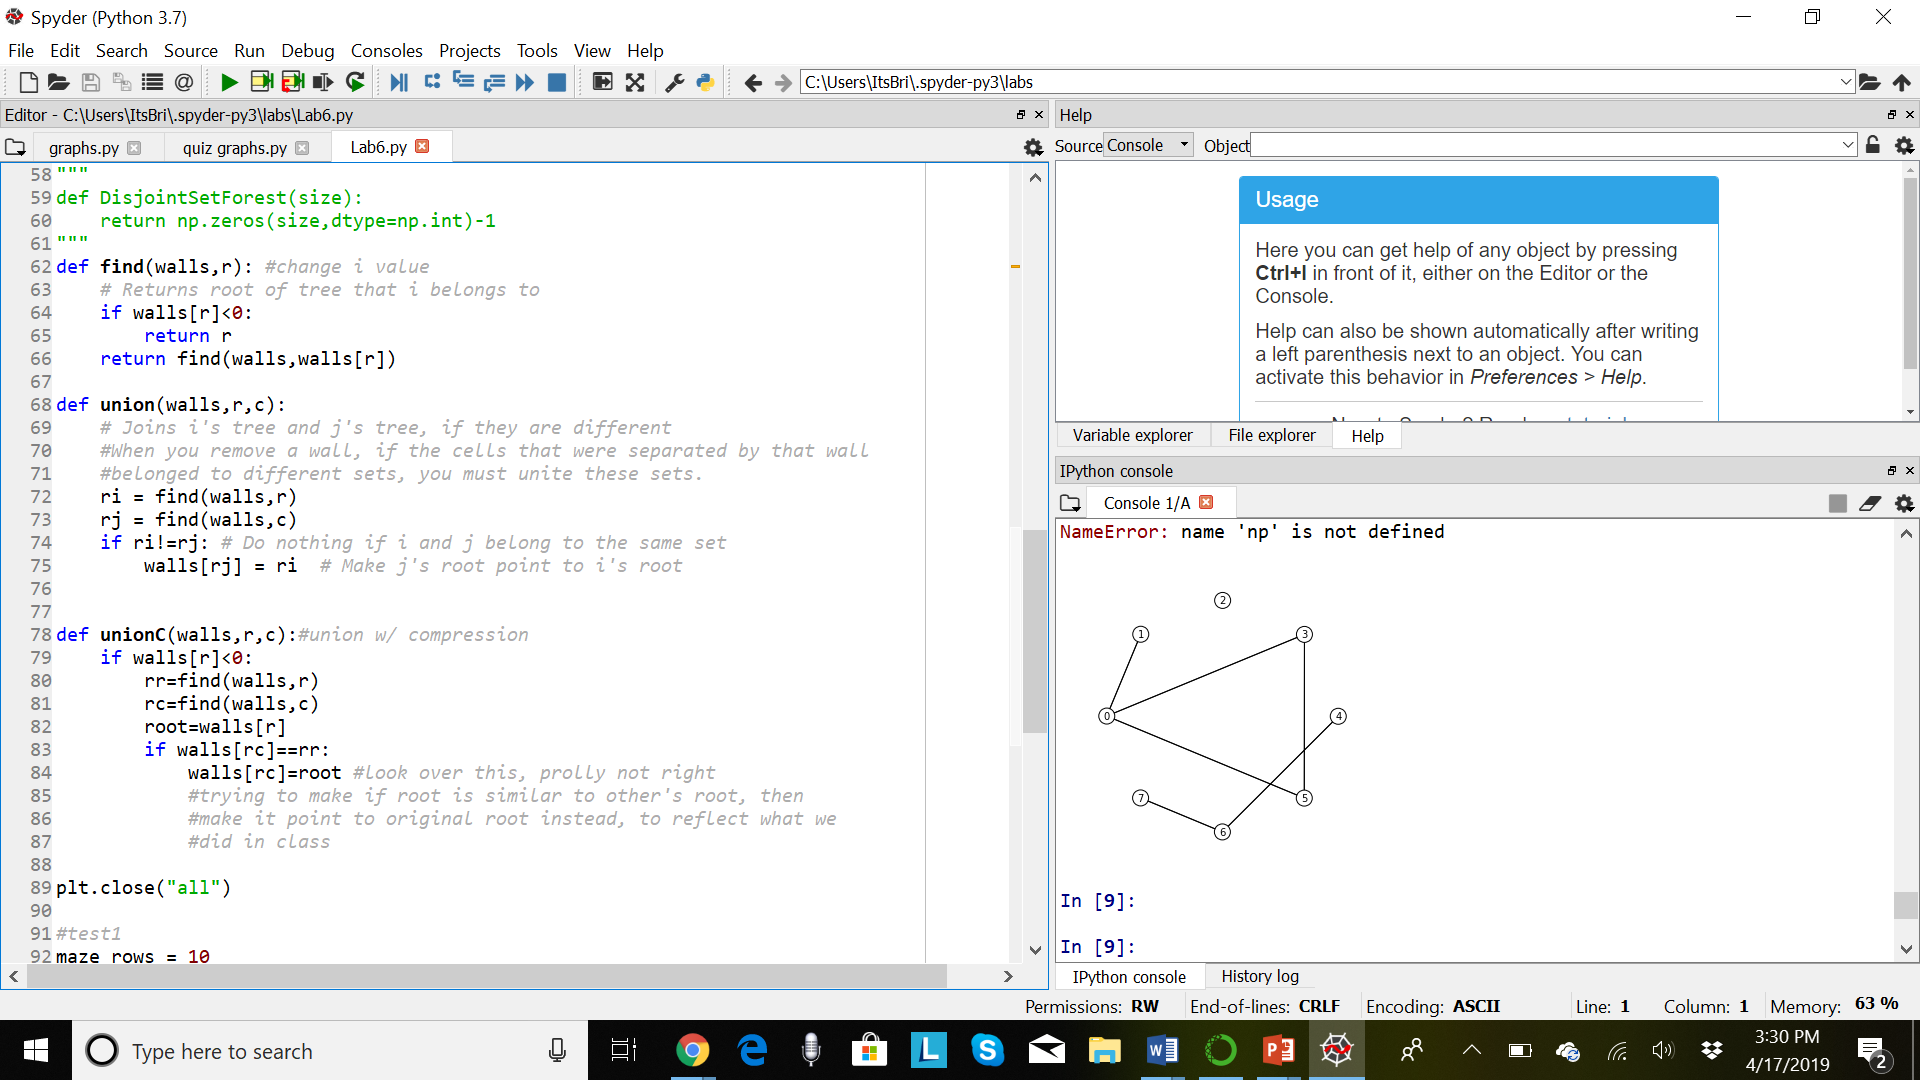 Spyder (Python 3.7)
File Edit Search Source Run Debug Consoles Projects Tools View Help
C:\Users\ItsBri\.spyder-py3\labs
Editor - C:\Users\ItsBri\.spyder-py3\labs\Lab6.py
graphs.py quiz graphs.py Lab6.py
58 """
59 def DisjointSetForest(size):
60     return np.zeros(size,dtype=np.int)-1
61 """
62 def find(walls,r): #change i value
63     # Returns root of tree that i belongs to
64     if walls[r]<0:
65         return r
66     return find(walls,walls[r])
67
68 def union(walls,r,c):
69     # Joins i's tree and j's tree, if they are different
70     #When you remove a wall, if the cells that were separated by that wall
71     #belonged to different sets, you must unite these sets.
72     ri = find(walls,r)
73     rj = find(walls,c)
74     if ri!=rj: # Do nothing if i and j belong to the same set
75         walls[rj] = ri  # Make j's root point to i's root
76
77
78 def unionC(walls,r,c):#union w/ compression
79     if walls[r]<0:
80         rr=find(walls,r)
81         rc=find(walls,c)
82         root=walls[r]
83         if walls[rc]==rr:
84             walls[rc]=root #look over this, prolly not right
85             #trying to make if root is similar to other's root, then
86             #make it point to original root instead, to reflect what we
87             #did in class
88
89 plt.close("all")
90
91 #test1
92 maze_rows = 10
Help
Source Console Object
Usage
Here you can get help of any object by pressing
Ctrl+I in front of it, either on the Editor or the
Console.
Help can also be shown automatically after writing
a left parenthesis next to an object. You can
activate this behavior in Preferences > Help.
Variable explorer File explorer Help
IPython console
Console 1/A
NameError: name 'np' is not defined
2
1 3
0 4
7 5
6
In [9]:
In [9]:
IPython console History log
Permissions: RW End-of-lines: CRLF Encoding: ASCII Line: 1 Column: 1 Memory: 63 %
Type here to search
3:30 PM
4/17/2019
2